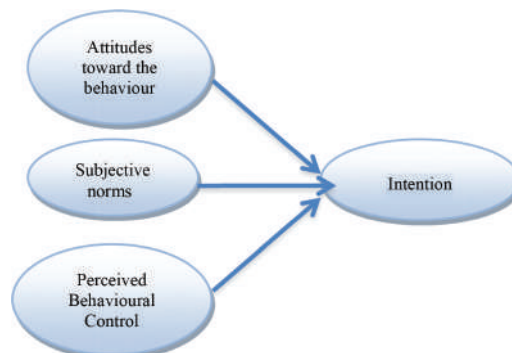 Attitudes
toward the
behaviour
Subjective
norms
Intention
Perceived
Behavioural
Control